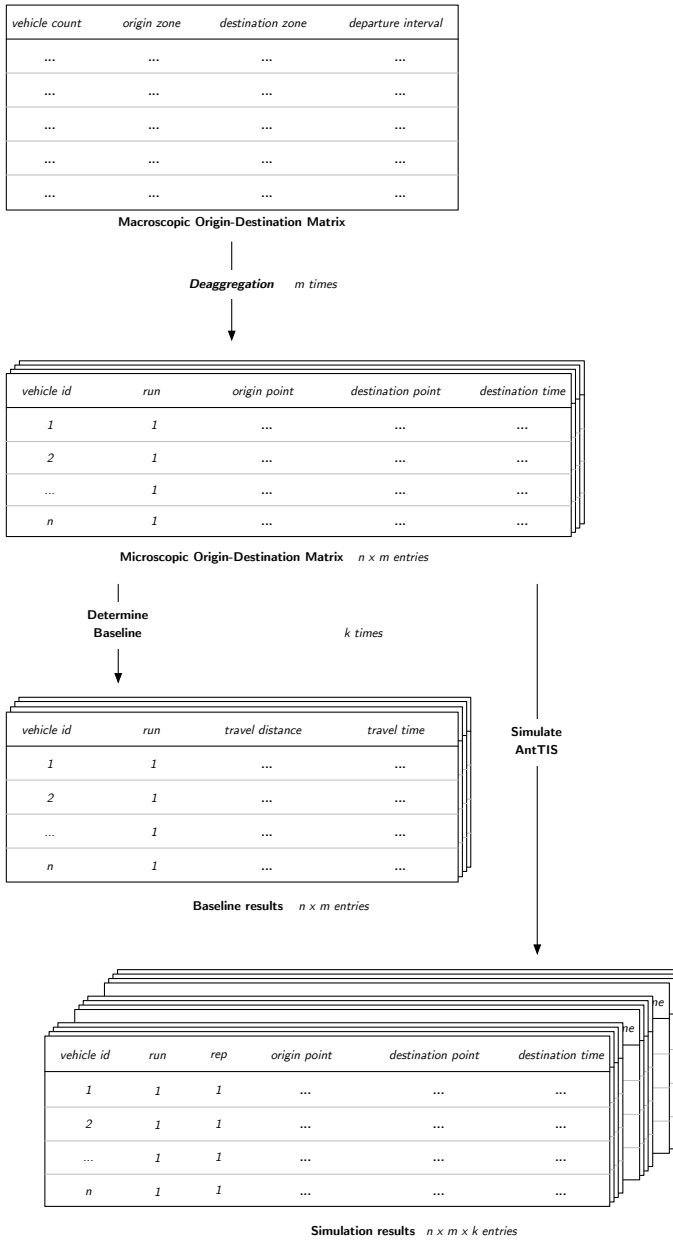 vehicle count origin zone destination zone departure interval
... ... ... ...
... ... ... ...
... ... ... ...
... ... ... ...
... ... ... ...
Macroscopic Origin-Destination Matrix
Deaggregation m times
vehicle id run origin point destination point destination time
1 1 ... ... ...
2 1 ... ... ...
... 1 ... ... ...
n 1 ... ... ...
Microscopic Origin-Destination Matrix n x m entries
Determine
Baseline
k times
Simulate
AntTIS
vehicle id run travel distance travel time
1 1 ... ...
2 1 ... ...
... 1 ... ...
n 1 ... ...
Baseline results n x m entries
me
me
vehicle id run rep origin point destination point destination time
1 1 1 ... ... ...
2 1 1 ... ... ...
... 1 1 ... ... ...
n 1 1 ... ... ...
Simulation results n x m x k entries